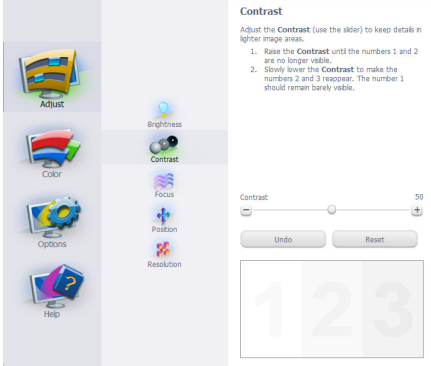 Adjust
Color
Options
Help
Brightness
Contrast
Focus
Position
Resolution
Contrast
Adjust the Contrast (use the slider) to keep details in
lighter image areas.
1. Raise the Contrast until the numbers 1 and 2
are no longer visible.
2. Slowly lower the Contrast to make the
numbers 2 and 3 reappear. The number 1
should remain barely visible.
Contrast 50
Undo Reset
1 2 3